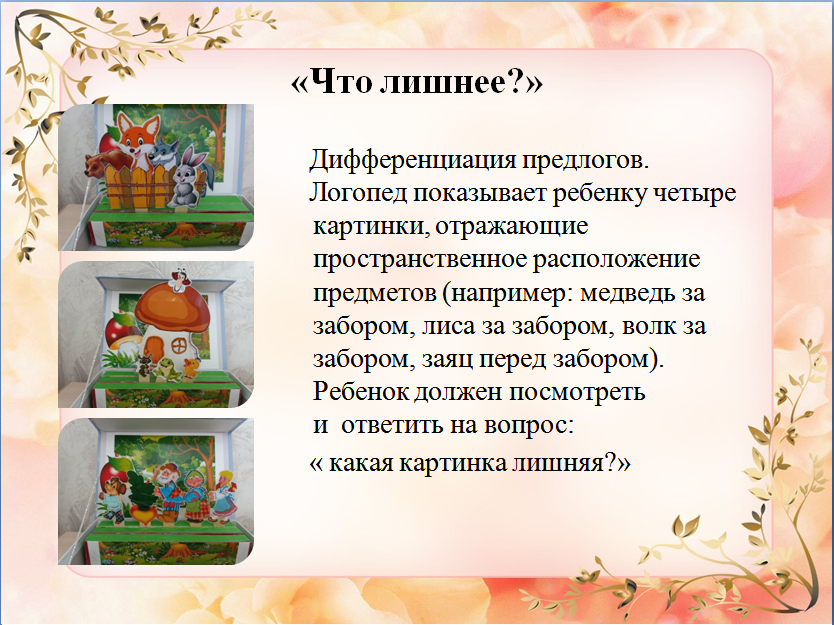 «Что лишнее?»
Дифференциация предлогов.
Логопед показывает ребенку четыре
картинки, отражающие
пространственное расположение
предметов (например: медведь за
забором, лиса за забором, волк за
забором, заяц перед забором).
Ребенок должен посмотреть
и  ответить на вопрос:
« какая картинка лишняя?»